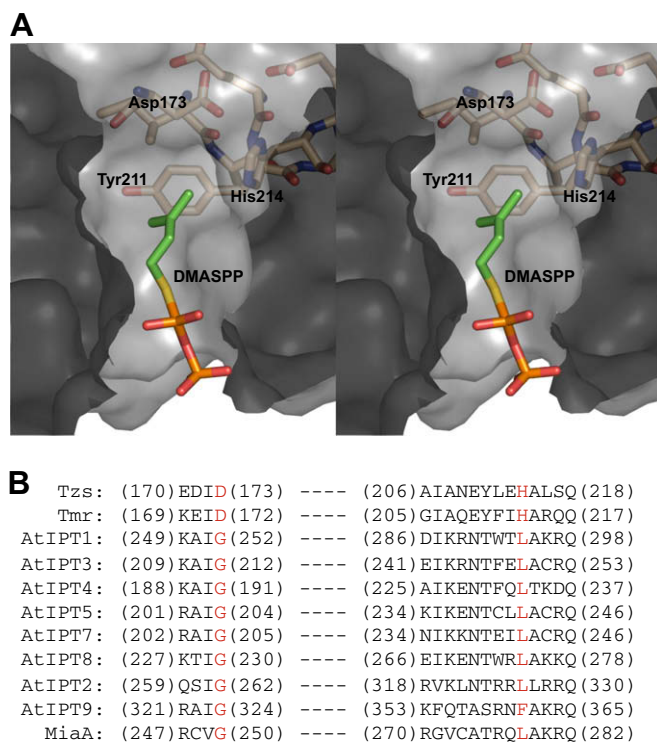 A
Asp173 Asp173
Tyr211 Tyr211
His214 His214
DMASPP DMASPP
B
Tzs: (170)EDID(173) ---- (206)AIANEYLEHALSQ(218)
Tmr: (169)KEID(172) ---- (205)GIAQEYFIHARQQ(217)
AtIPT1: (249)KAIG(252) ---- (286)DIKRNTWTLAKRQ(298)
AtIPT3: (209)KAIG(212) ---- (241)EIKRNTFELACRQ(253)
AtIPT4: (188)KAIG(191) ---- (225)AIKENTFQLTKDQ(237)
AtIPT5: (201)RAIG(204) ---- (234)KIKENTCLLACRQ(246)
AtIPT7: (202)RAIG(205) ---- (234)NIKKNTEILACRQ(246)
AtIPT8: (227)KTIG(230) ---- (266)EIKENTWRLAKKQ(278)
AtIPT2: (259)QSIG(262) ---- (318)RVKLNTRRLLRRQ(330)
AtIPT9: (321)RAIG(324) ---- (353)KFQTASRNFAKRQ(365)
MiaA: (247)RCVG(250) ---- (270)RGVCATRQLAKRQ(282)